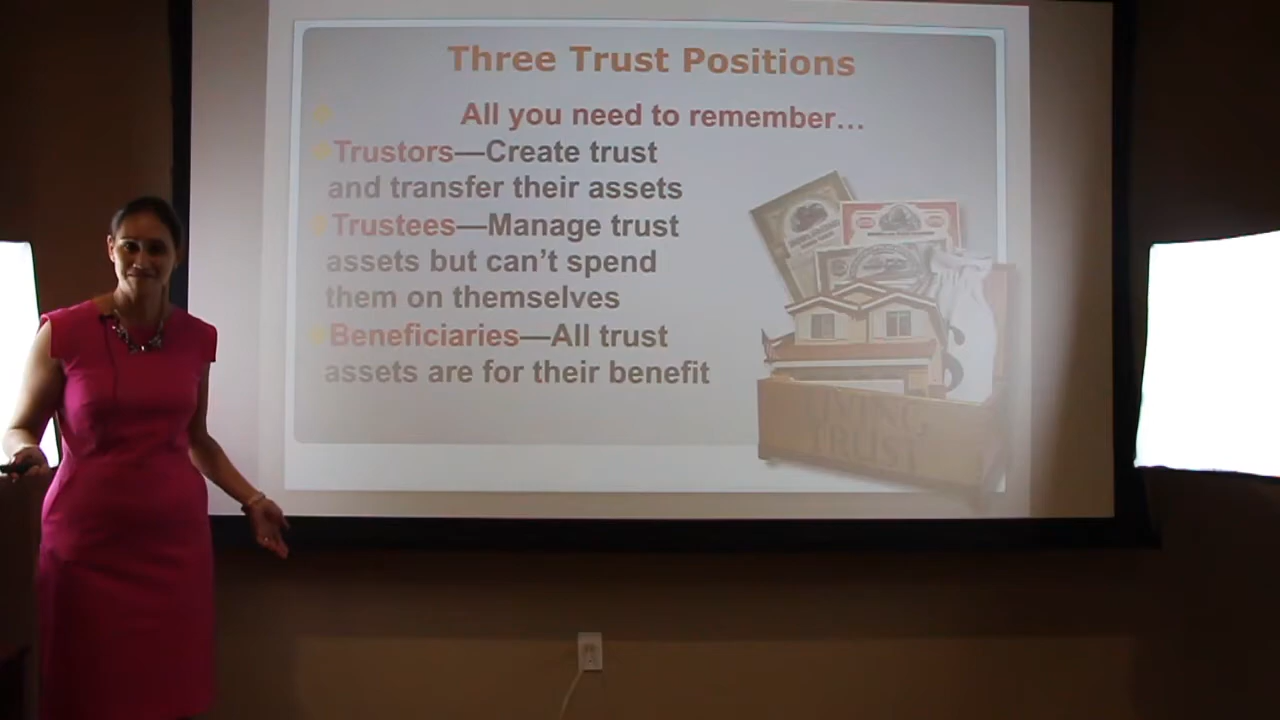 Three Trust Positions
All you need to remember…
Trustors—Create trust
and transfer their assets
Trustees—Manage trust
assets but can’t spend
them on themselves
Beneficiaries—All trust
assets are for their benefit
LIVING
TRUST